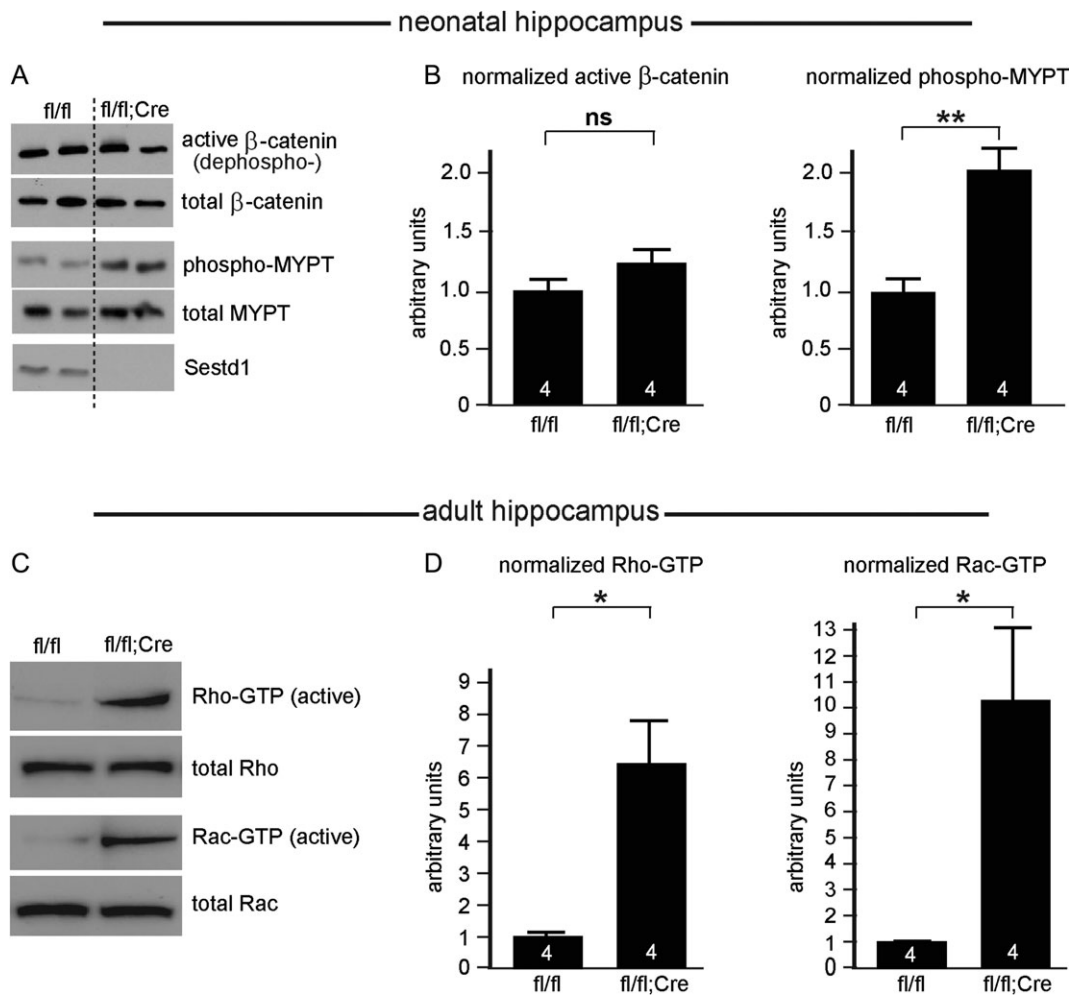 neonatal hippocampus
A
fl/fl
fl/fl;Cre
active β-catenin
(dephospho-)
total β-catenin
phospho-MYPT
total MYPT
Sestd1
B
normalized active β-catenin
ns
arbitrary units
2.0
1.5
1.0
0.5
0
4
4
fl/fl
fl/fl;Cre
normalized phospho-MYPT
**
arbitrary units
2.0
1.5
1.0
0.5
0
4
4
fl/fl
fl/fl;Cre
adult hippocampus
C
fl/fl
fl/fl;Cre
Rho-GTP (active)
total Rho
Rac-GTP (active)
total Rac
D
normalized Rho-GTP
*
arbitrary units
9
8
7
6
5
4
3
2
1
0
4
4
fl/fl
fl/fl;Cre
normalized Rac-GTP
*
arbitrary units
13
12
11
10
9
8
7
6
5
4
3
2
1
0
4
4
fl/fl
fl/fl;Cre